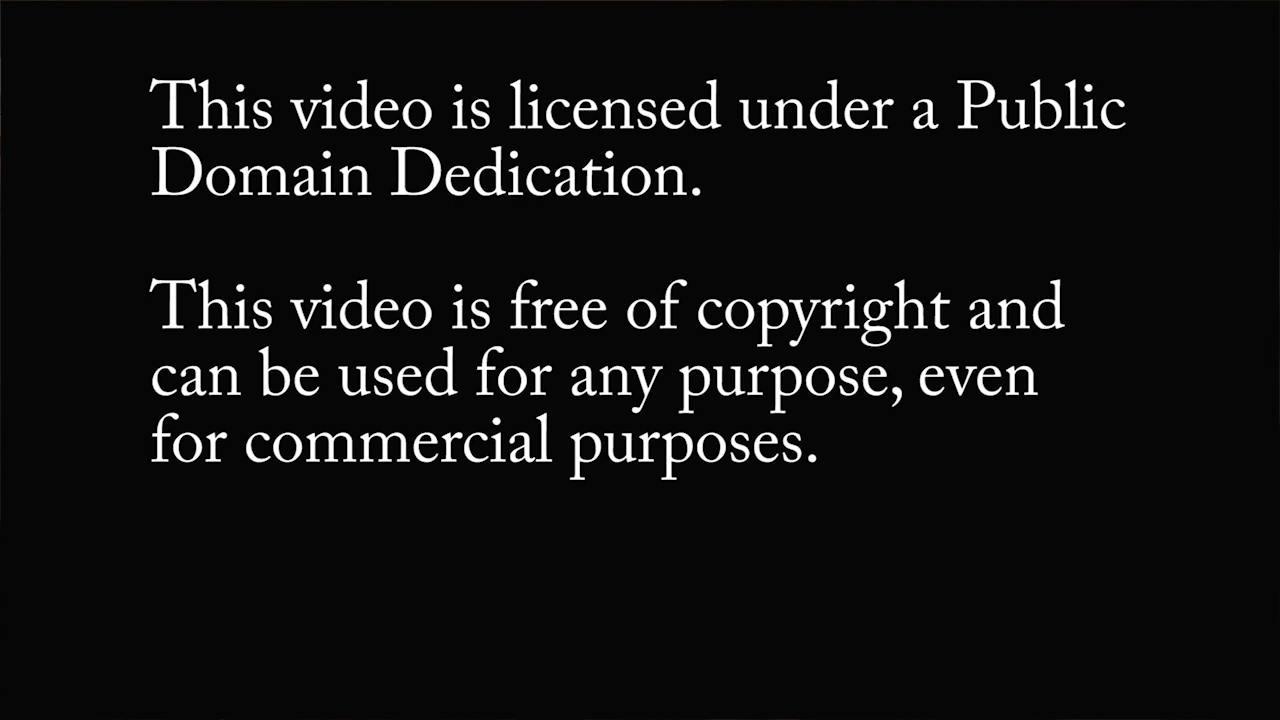 This video is licensed under a Public
Domain Dedication.
This video is free of copyright and
can be used for any purpose, even
for commercial purposes.